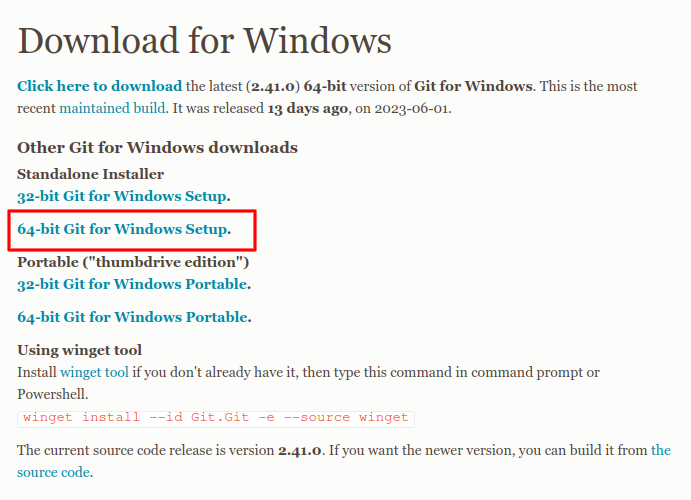 Download for Windows
Click here to download the latest (2.41.0) 64-bit version of Git for Windows. This is the most
recent maintained build. It was released 13 days ago, on 2023-06-01.
Other Git for Windows downloads
Standalone Installer
32-bit Git for Windows Setup.
64-bit Git for Windows Setup.
Portable ("thumbdrive edition")
32-bit Git for Windows Portable.
64-bit Git for Windows Portable.
Using winget tool
Install winget tool if you don't already have it, then type this command in command prompt or
Powershell.
winget install --id Git.Git -e --source winget
The current source code release is version 2.41.0. If you want the newer version, you can build it from the
source code.